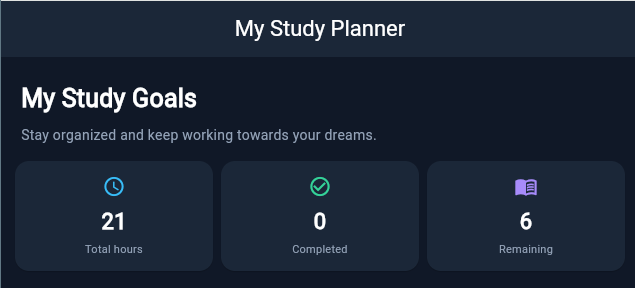 My Study Planner
My Study Goals
Stay organized and keep working towards your dreams.
21
0
6
Total hours
Completed
Remaining